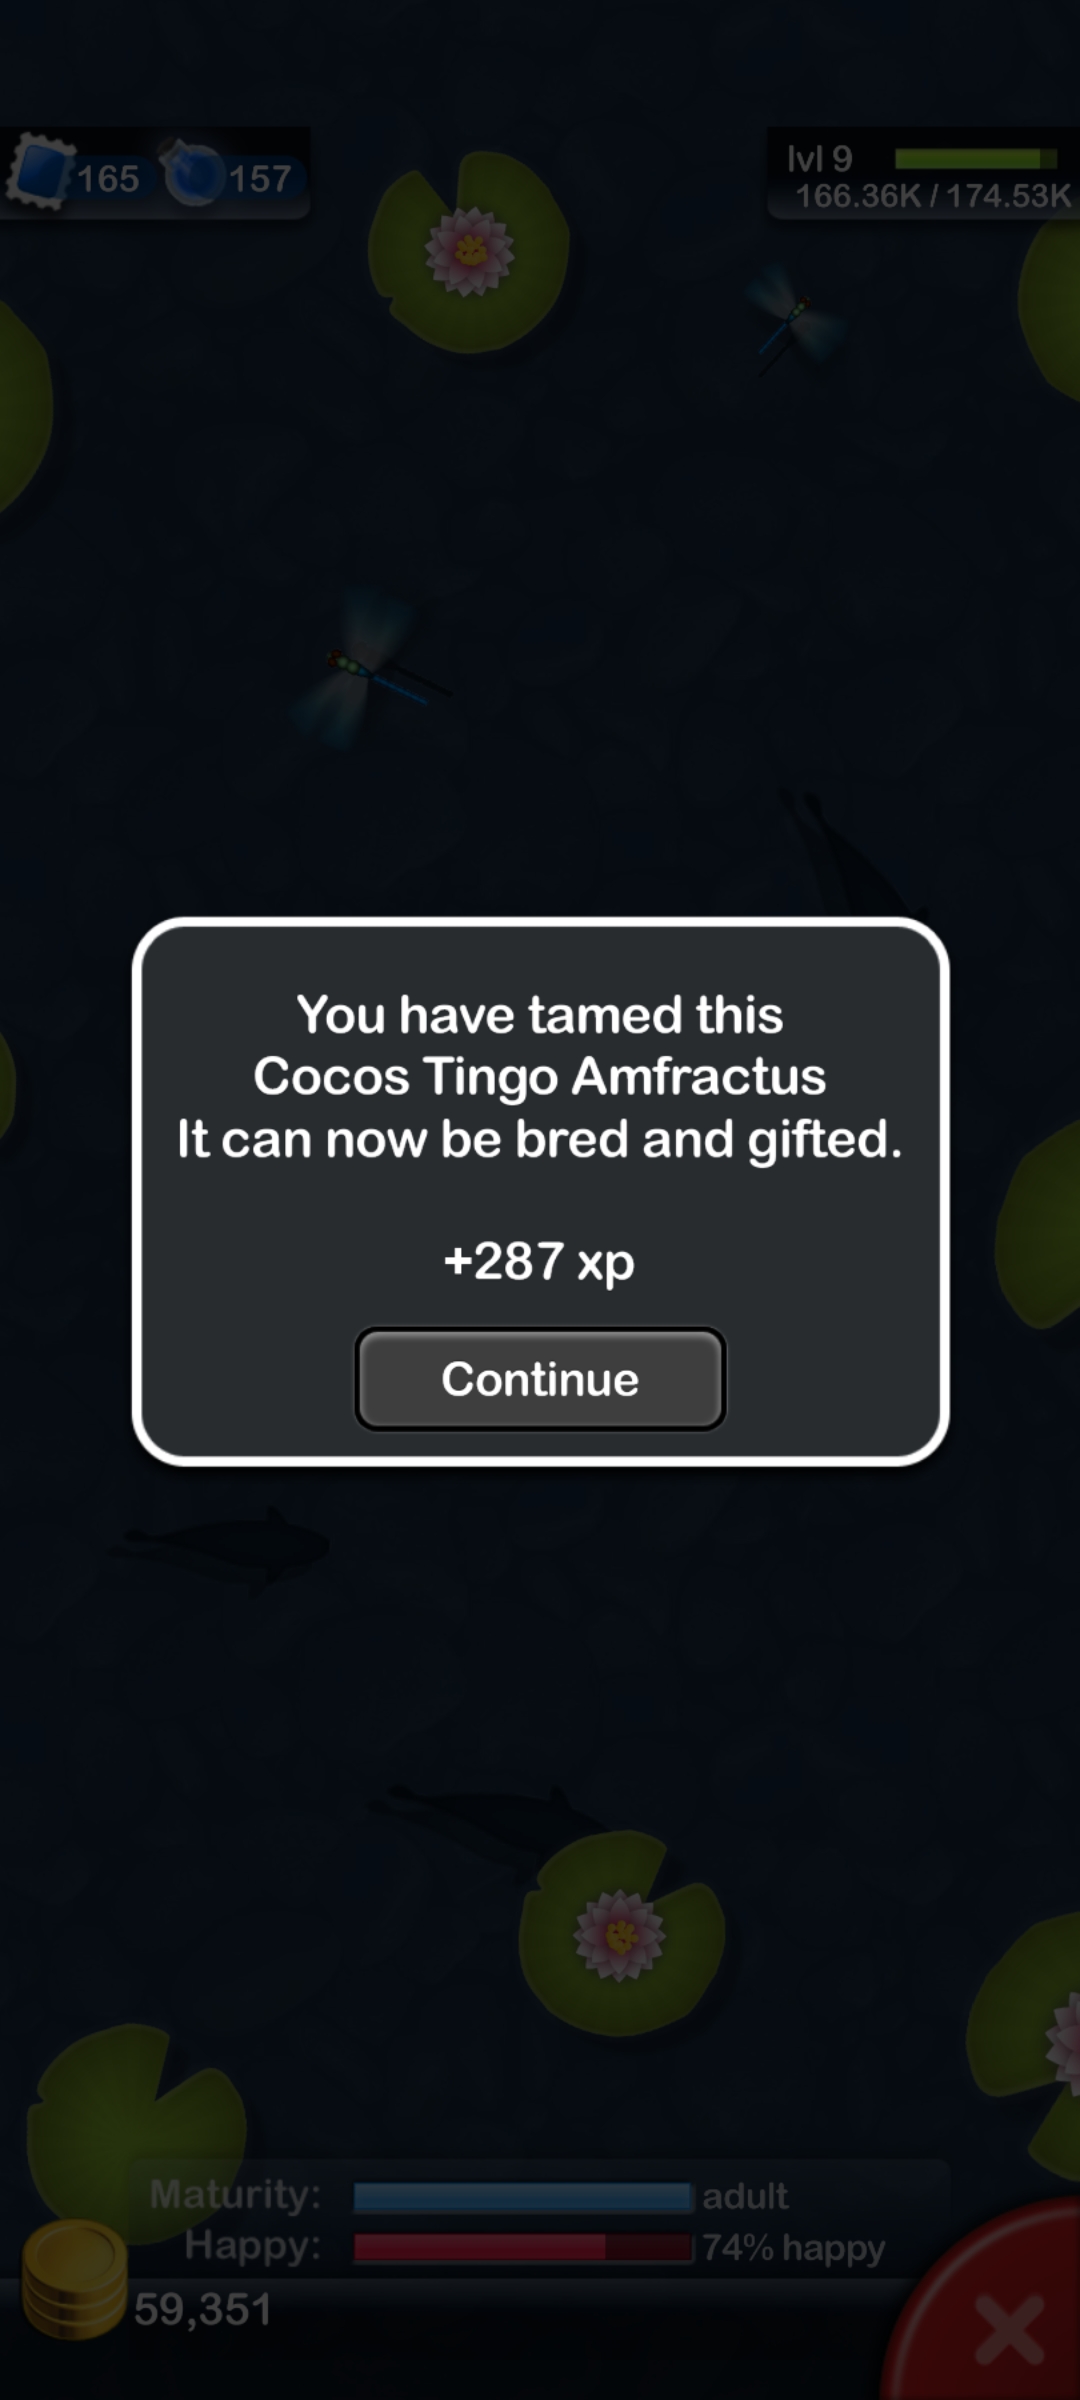 165
157
lvl 9
166.36K / 174.53K
You have tamed this
Cocos Tingo Amfractus
It can now be bred and gifted.
+287 xp
Continue
Maturity:
adult
Happy:
74% happy
59,351